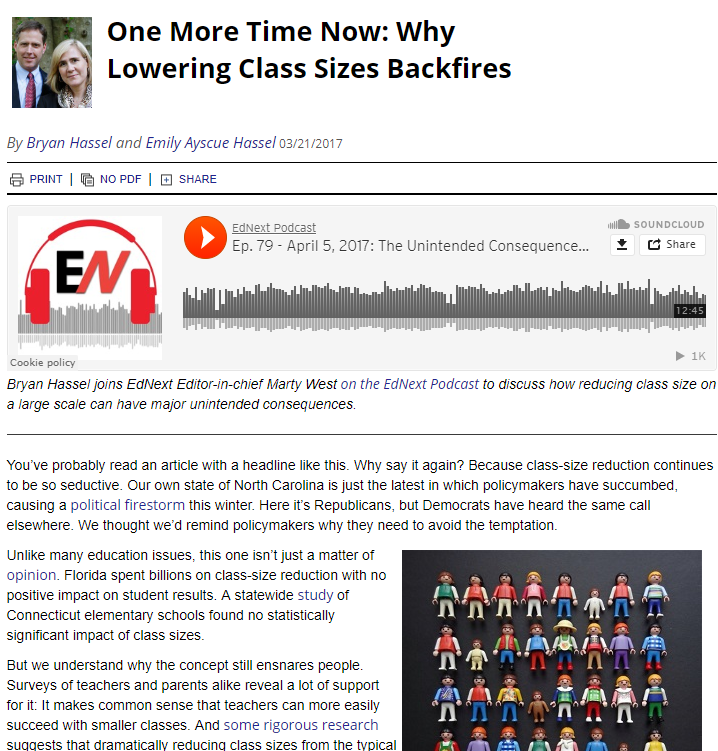 One More Time Now: Why
Lowering Class Sizes Backfires
By Bryan Hassel and Emily Ayscue Hassel 03/21/2017
PRINT | NO PDF | SHARE
EN
EdNext Podcast
Ep. 79 - April 5, 2017: The Unintended Consequence...
SOUNDCLOUD
Share
12:45
1K
Cookie policy
Bryan Hassel joins EdNext Editor-in-chief Marty West on the EdNext Podcast to discuss how reducing class size on
a large scale can have major unintended consequences.
You’ve probably read an article with a headline like this. Why say it again? Because class-size reduction continues
to be so seductive. Our own state of North Carolina is just the latest in which policymakers have succumbed,
causing a political firestorm this winter. Here it’s Republicans, but Democrats have heard the same call
elsewhere. We thought we’d remind policymakers why they need to avoid the temptation.
Unlike many education issues, this one isn’t just a matter of
opinion. Florida spent billions on class-size reduction with no
positive impact on student results. A statewide study of
Connecticut elementary schools found no statistically
significant impact of class sizes.
But we understand why the concept still ensnares people.
Surveys of teachers and parents alike reveal a lot of support
for it: It makes common sense that teachers can more easily
succeed with smaller classes. And some rigorous research
suggests that dramatically reducing class sizes from the typical